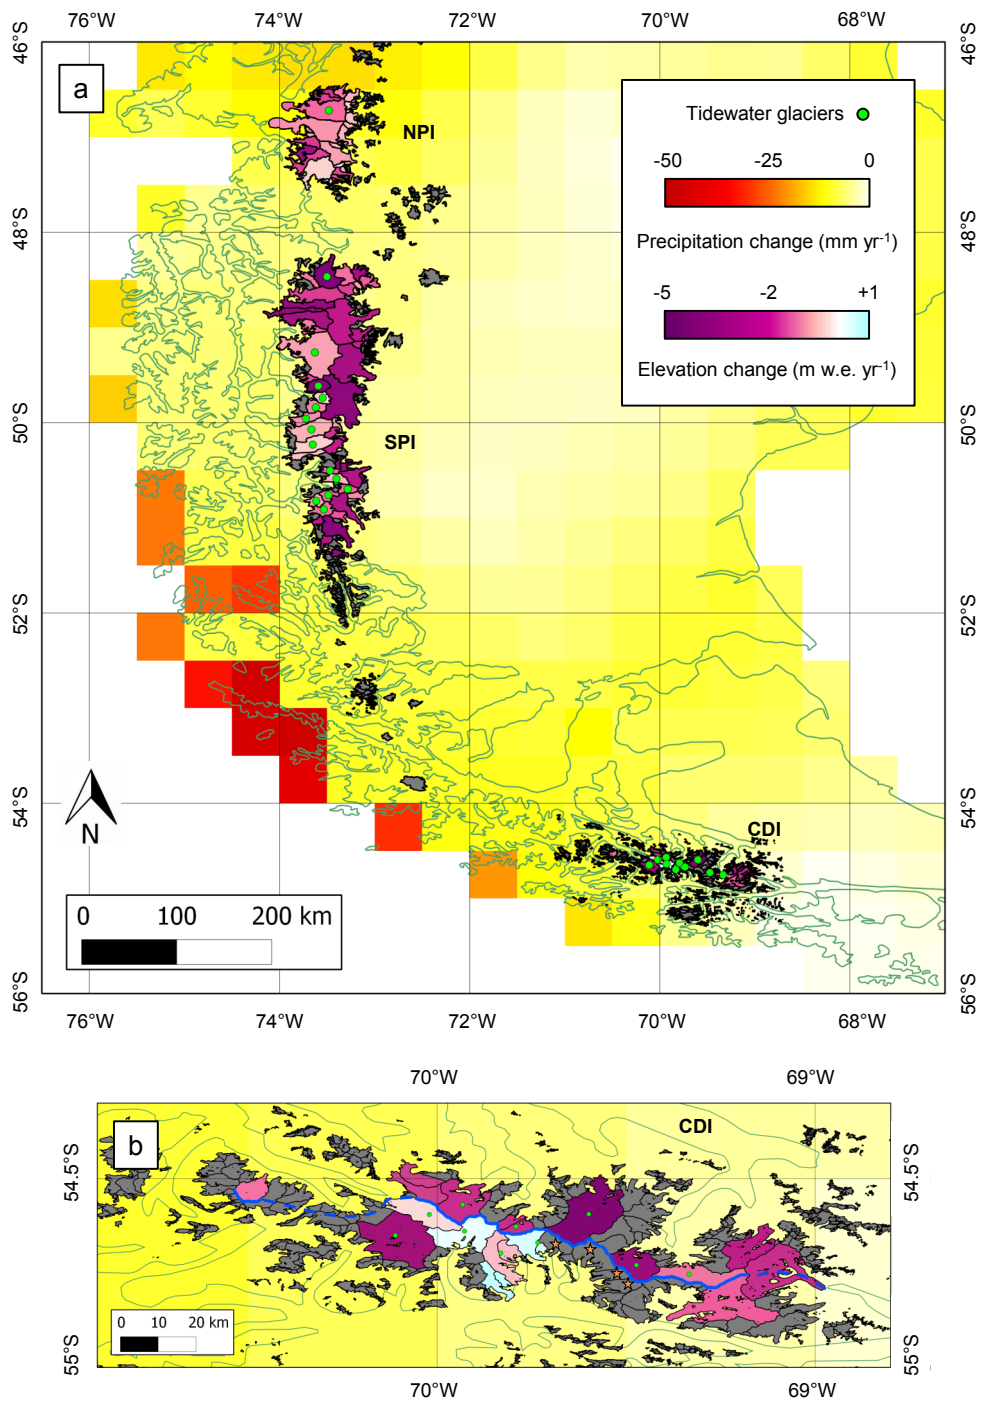 76°W 74°W 72°W 70°W 68°W
46°S 46°S
a
NPI
Tidewater glaciers
-50 -25 0
Precipitation change (mm yr-1)
-5 -2 +1
Elevation change (m w.e. yr-1)
48°S 48°S
50°S 50°S
SPI
52°S 52°S
54°S 54°S
N
CDI
0 100 200 km
56°S 56°S
76°W 74°W 72°W 70°W 68°W
70°W 69°W
b
CDI
54.5°S 54.5°S
0 10 20 km
55°S 55°S
70°W 69°W